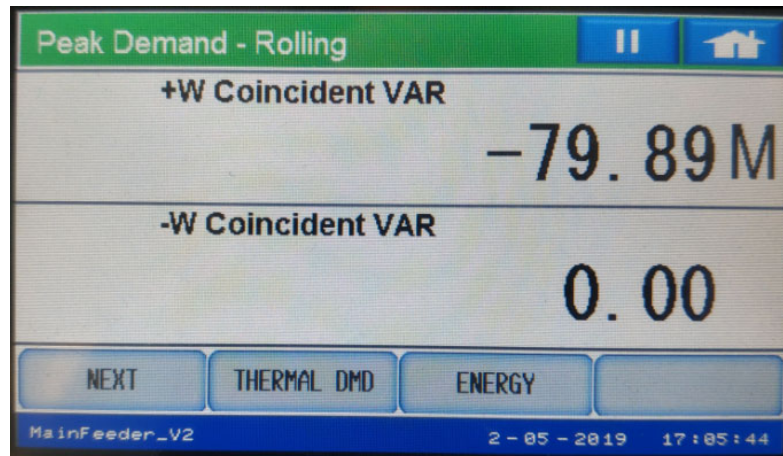 Peak Demand - Rolling
+W Coincident VAR
-79.89 M
-W Coincident VAR
0.00
NEXT THERMAL DMD ENERGY
MainFeeder_V2 2-05-2019 17:05:44